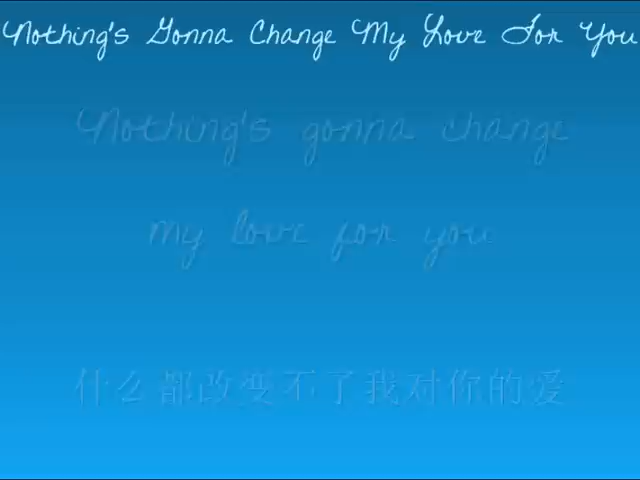 Nothing's Gonna Change My Love For You
Nothing's gonna change
my love for you
什么都改变不了我对你的爱